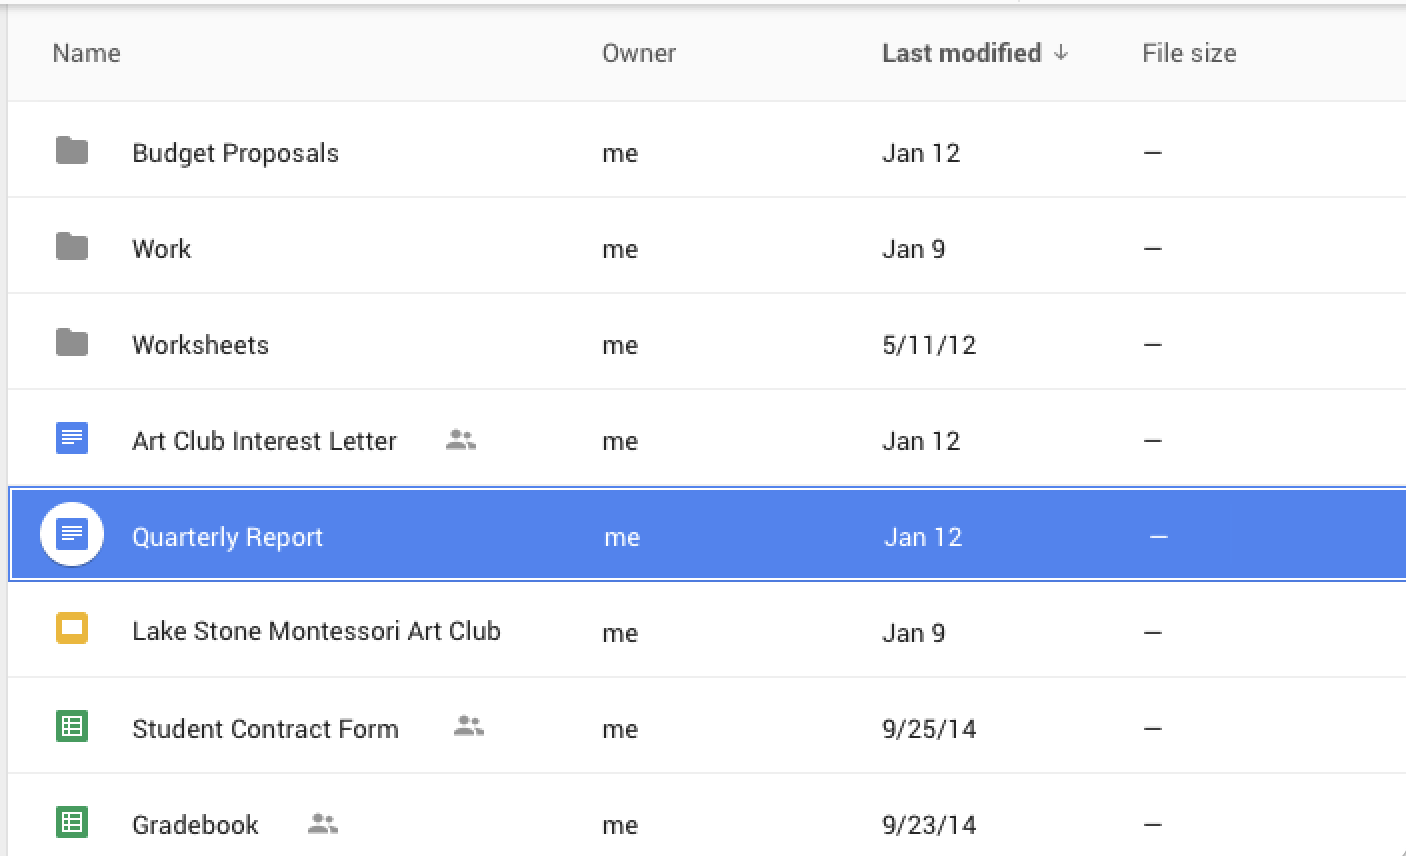 Name Owner Last modified ↓ File size
Budget Proposals me Jan 12 —
Work me Jan 9 —
Worksheets me 5/11/12 —
Art Club Interest Letter me Jan 12 —
Quarterly Report me Jan 12 —
Lake Stone Montessori Art Club me Jan 9 —
Student Contract Form me 9/25/14 —
Gradebook me 9/23/14 —